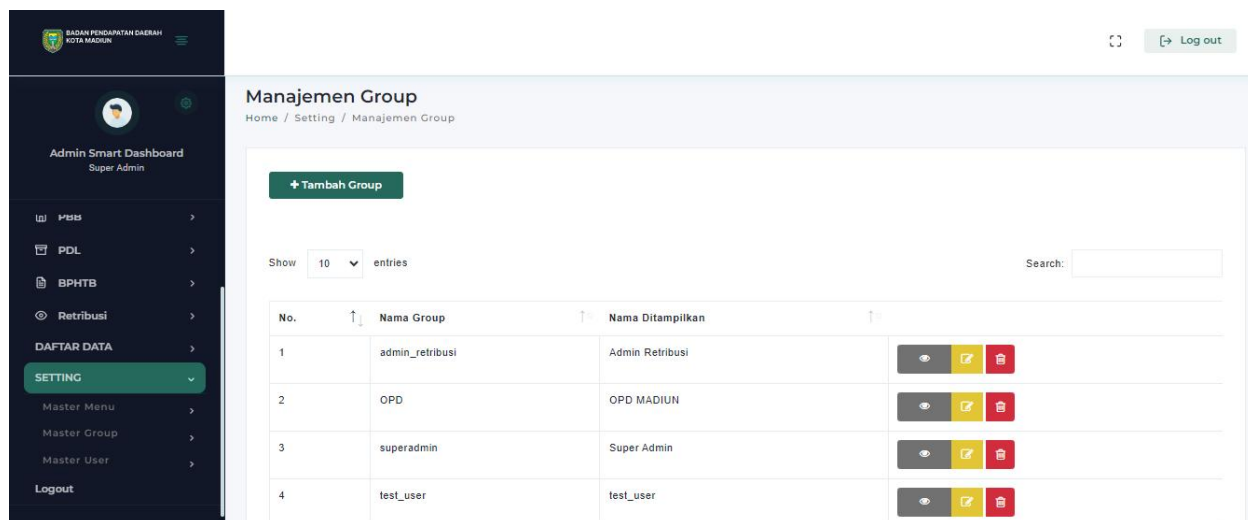 BADAN PENDAPATAN DAERAH
KOTA MADIUN
Log out
Admin Smart Dashboard
Super Admin
PBB
PDL
BPHTB
Retribusi
DAFTAR DATA
SETTING
Master Menu
Master Group
Master User
Logout
Manajemen Group
Home / Setting / Manajemen Group
+ Tambah Group
Show 10 entries
Search:
No. Nama Group Nama Ditampilkan
1 admin_retribusi Admin Retribusi
2 OPD OPD MADIUN
3 superadmin Super Admin
4 test_user test_user